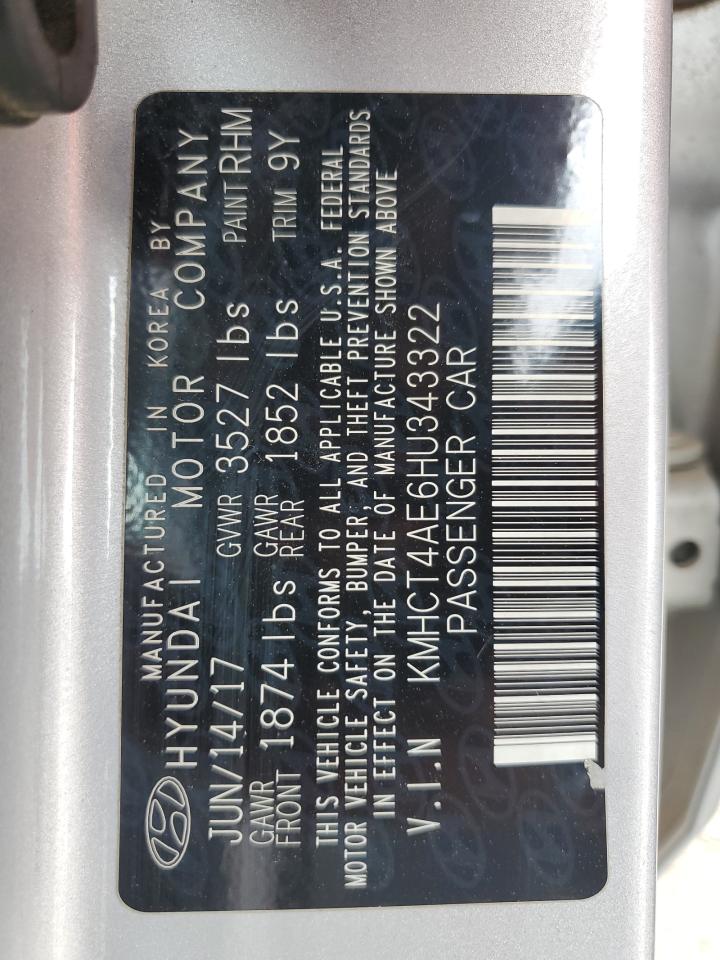 MANUFACTURED IN KOREA BY
HYUNDAI MOTOR COMPANY
JUN/14/17 GVWR 3527 lbs PAINT RHM
GAWR FRONT 1874 lbs GAWR REAR 1852 lbs TRIM 9Y
THIS VEHICLE CONFORMS TO ALL APPLICABLE U.S.A. FEDERAL
MOTOR VEHICLE SAFETY, BUMPER, AND THEFT PREVENTION STANDARDS
IN EFFECT ON THE DATE OF MANUFACTURE SHOWN ABOVE
V.I.N KMHCT4AE6HU343322
PASSENGER CAR